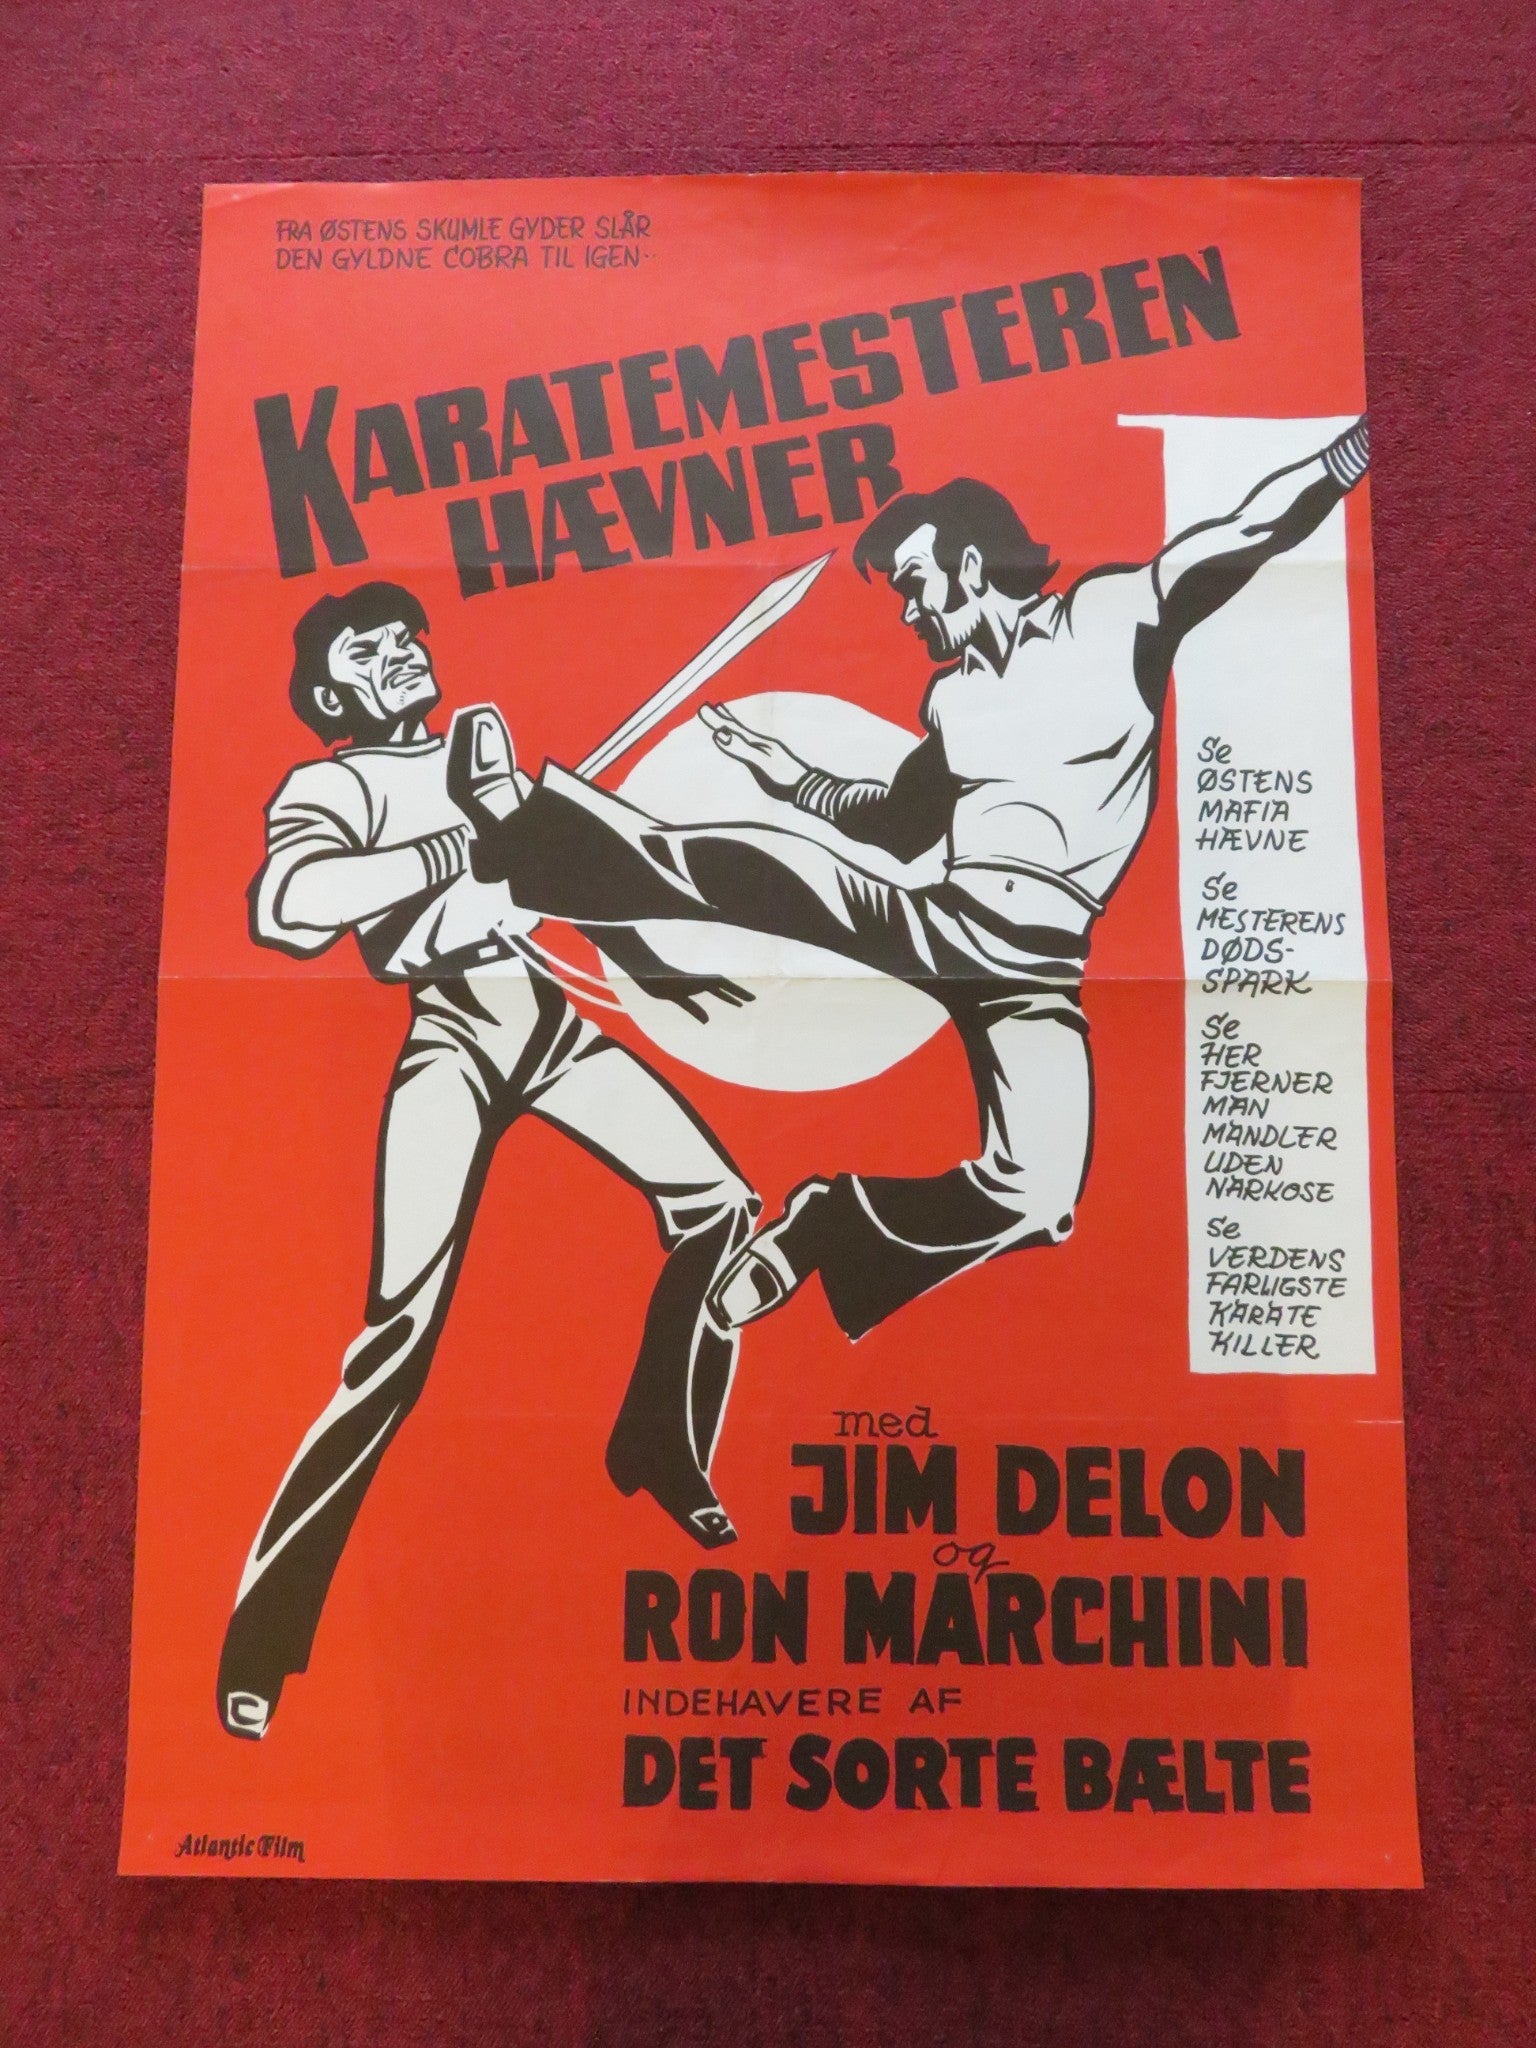 FRA ØSTENS SKUMLE GYDER SLÅR
DEN GYLDNE COBRA TIL IGEN..
KARATEMESTEREN
HÆVNER
Se
ØSTENS
MAFIA
HÆVNE
Se
MESTERENS
DØDS-
SPARK
Se
HER
FJERNER
MAN
MANDLER
UDEN
NARKOSE
Se
VERDENS
FARLIGSTE
KARATE
KILLER
med
JIM DELON
og
RON MARCHINI
INDEHAVERE AF
DET SORTE BÆLTE
Atlantic Film